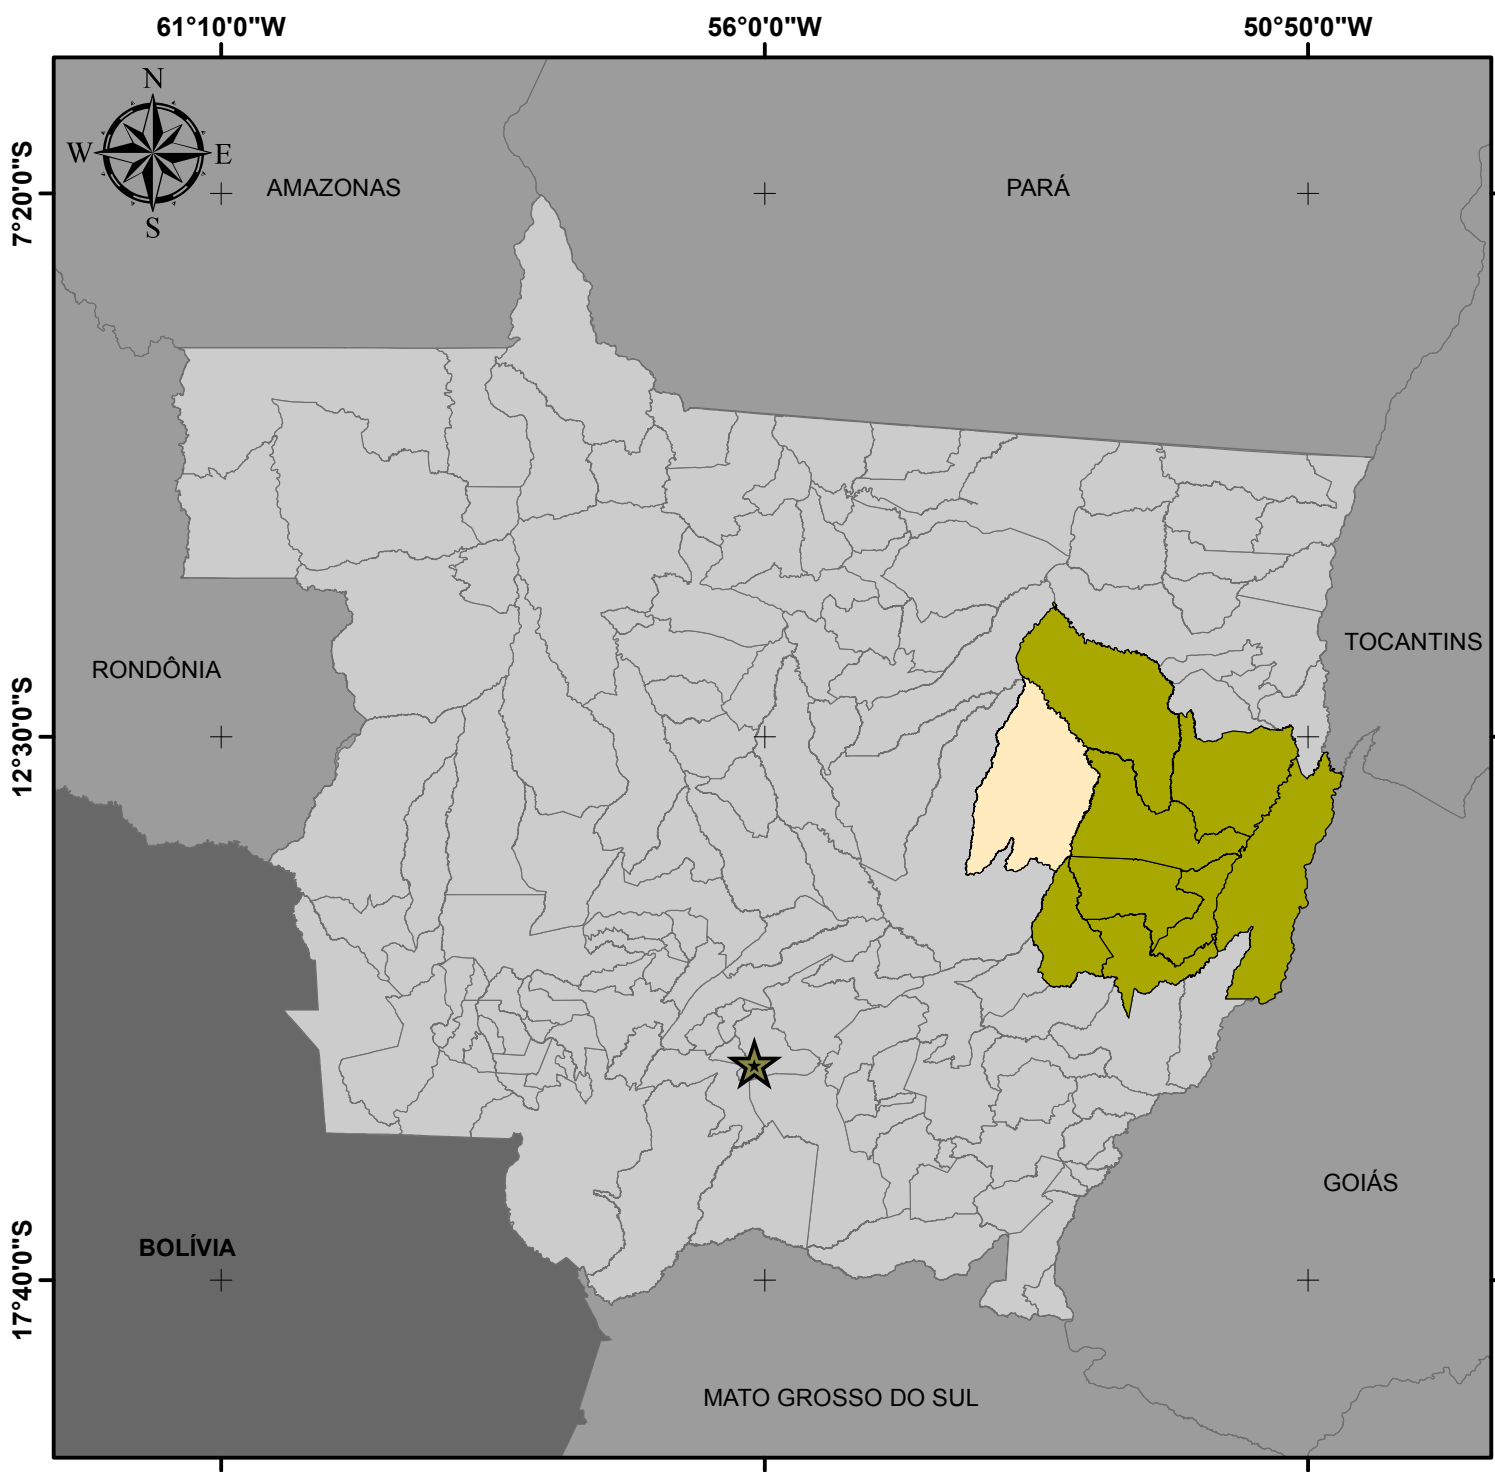 61°10'0"W
56°0'0"W
50°50'0"W
N
W
E
S
7°20'0"S
12°30'0"S
17°40'0"S
AMAZONAS
PARÁ
TOCANTINS
RONDÔNIA
GOIÁS
BOLÍVIA
MATO GROSSO DO SUL